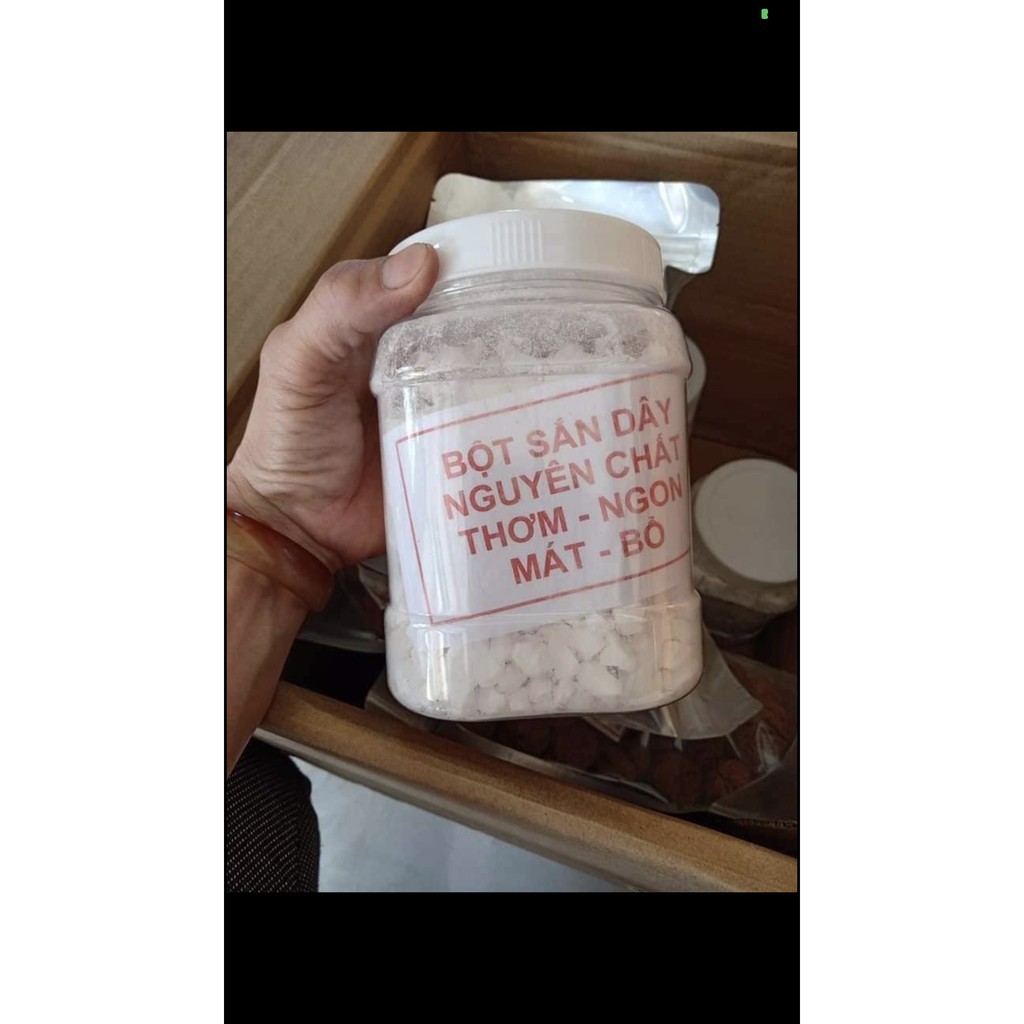 BỘT SẮN DÂY
NGUYÊN CHẤT
THƠM - NGON
MÁT - BỔ